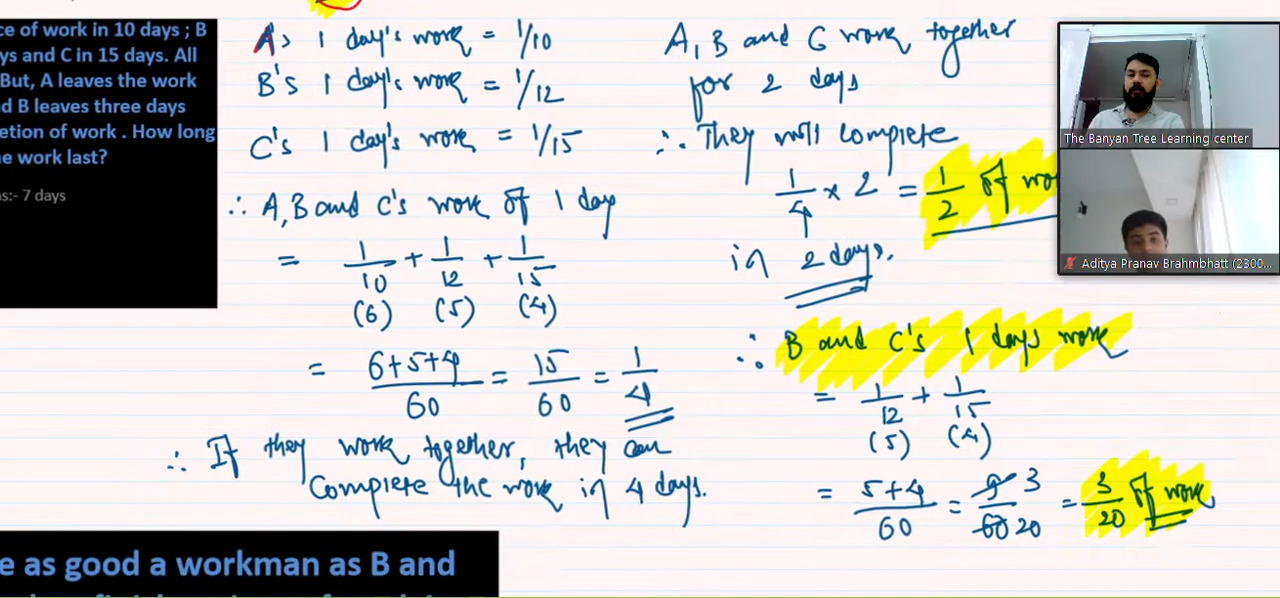 ce of work in 10 days ; B
ys and C in 15 days. All
But, A leaves the work
d B leaves three days
etion of work . How long
e work last?
ns:- 7 days
A's 1 day's work = 1/10
B's 1 day's work = 1/12
C's 1 day's work = 1/15
∴ A, B and C's work of 1 day
= 1/10 + 1/12 + 1/15
(6) (5) (4)
= 6+5+4/60 = 15/60 = 1/4
∴ If they work together, they can
complete the work in 4 days.
A, B and C work together
for 2 days
∴ They will complete
1/4 × 2 = 1/2 of wo
in 2 days.
∴ B and C's 1 days work
= 1/12 + 1/15
(5) (4)
= 5+4/60 = 9/60 3/20 = 3/20 of work
The Banyan Tree Learning center
Aditya Pranav Brahmbhatt (2300...
e as good a workman as B and